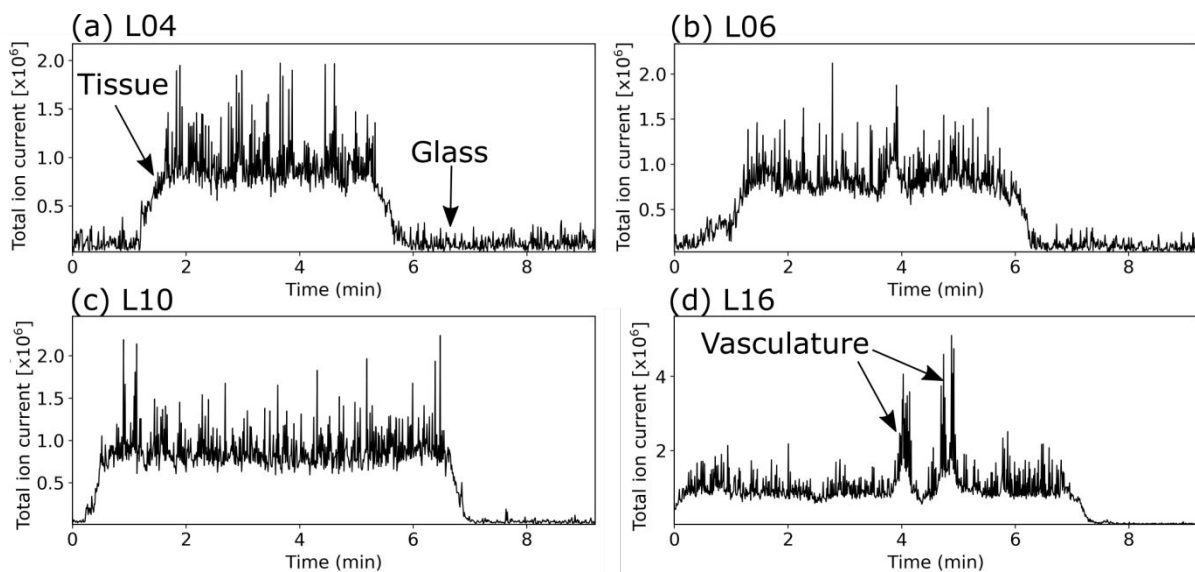 (a) L04
Total ion current [x10⁶]
2.0
1.5
1.0
0.5
Tissue
Glass
0 2 4 6 8
Time (min)
(b) L06
Total ion current [x10⁶]
2.0
1.5
1.0
0.5
0 2 4 6 8
Time (min)
(c) L10
Total ion current [x10⁶]
2.0
1.5
1.0
0.5
0 2 4 6 8
Time (min)
(d) L16
Total ion current [x10⁶]
4
2
Vasculature
0 2 4 6 8
Time (min)